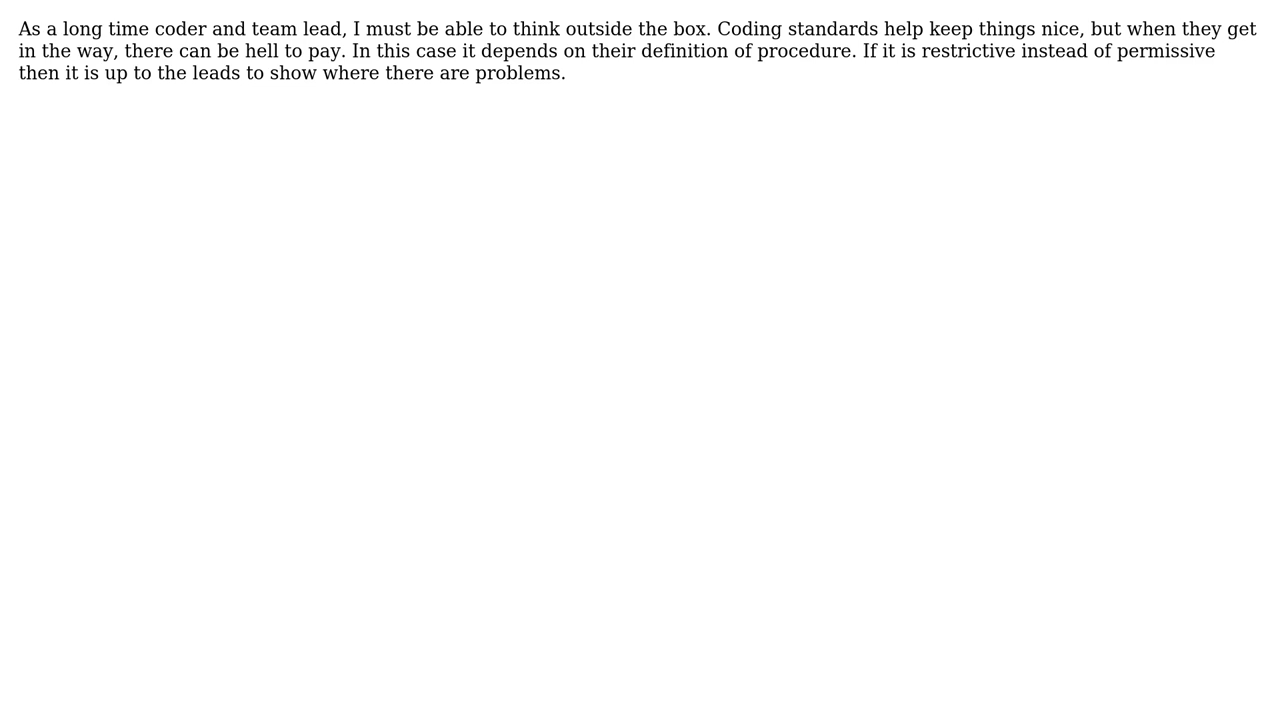 As a long time coder and team lead, I must be able to think outside the box. Coding standards help keep things nice, but when they get
in the way, there can be hell to pay. In this case it depends on their definition of procedure. If it is restrictive instead of permissive
then it is up to the leads to show where there are problems.